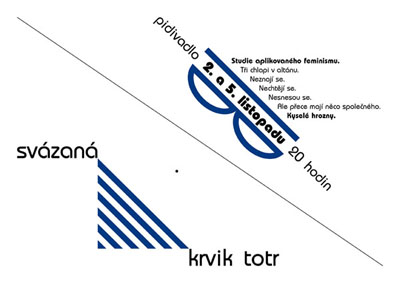 pidivadlo
2. a 5. listopadu
20 hodin
Studie aplikovaného feminismu.
Tři chlapi v altánu.
Neznají se.
Nechtějí se.
Nesnesou se.
Ale přece mají něco společného.
Kyselé hrozny.
svázaná
krvik totr